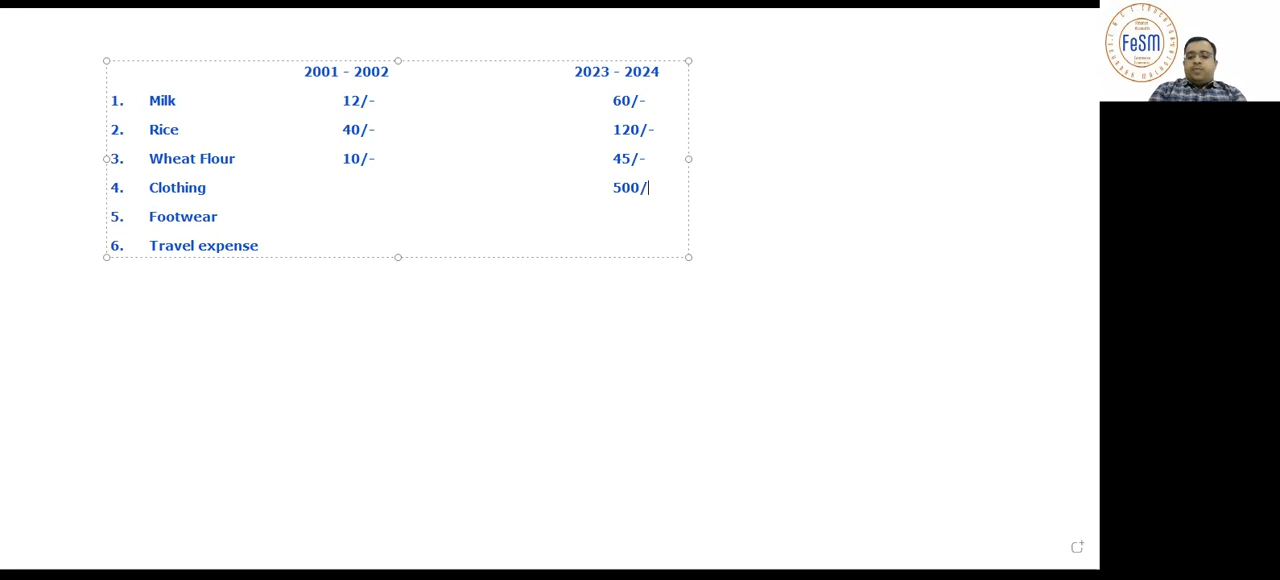 2001 - 2002 2023 - 2024
1. Milk 12/- 60/-
2. Rice 40/- 120/-
3. Wheat Flour 10/- 45/-
4. Clothing 500/
5. Footwear
6. Travel expense
FeSM